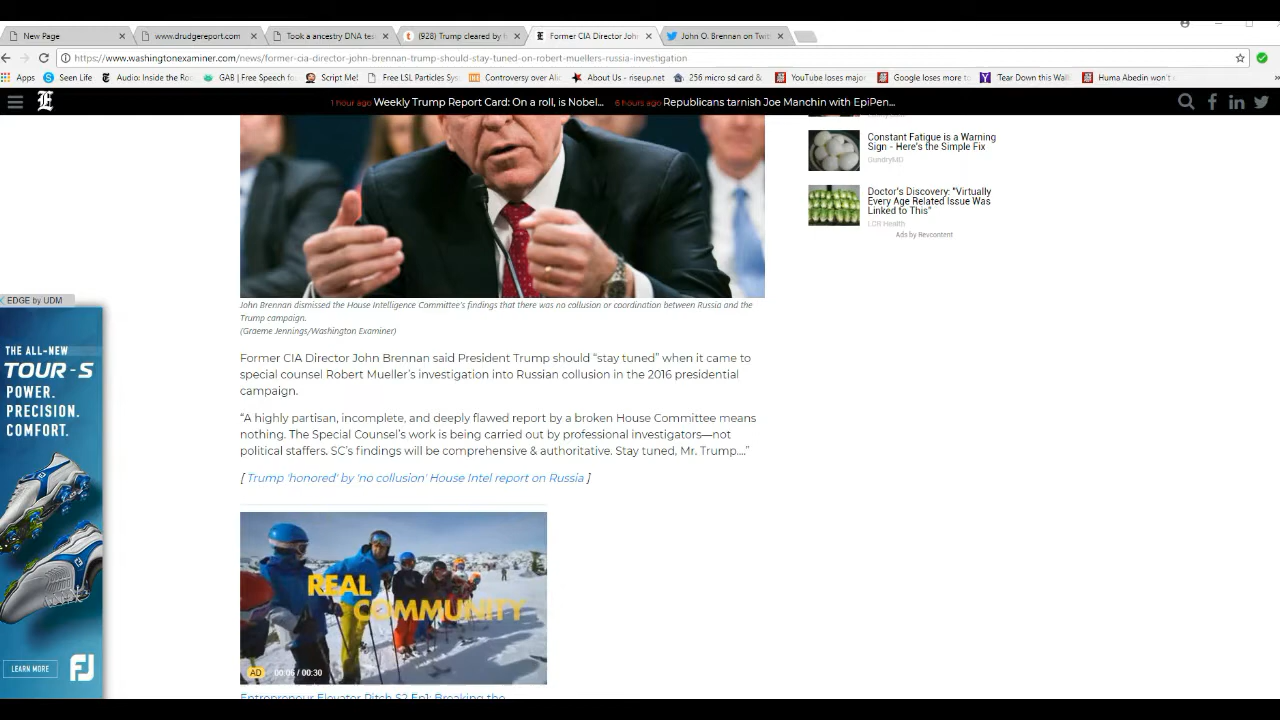 New Page
www.drudgereport.com
Took a ancestry DNA tes
(928) Trump cleared by h
Former CIA Director Joh
John O. Brennan on Twit
https://www.washingtonexaminer.com/news/former-cia-director-john-brennan-trump-should-stay-tuned-on-robert-muellers-russia-investigation
Apps
Seen Life
Audio: Inside the Ro
GAB | Free Speech fo
Script Me!
Free LSL Particles Sys
Controversy over Alic
About Us - riseup.net
256 micro sd card &
YouTube loses major
Google loses more to
Tear Down this Wall
Huma Abedin won't
1 hour ago Weekly Trump Report Card: On a roll, is Nobel...
6 hours ago Republicans tarnish Joe Manchin with EpiPen...
Constant Fatigue is a Warning
Sign - Here's the Simple Fix
GundryMD
Doctor's Discovery: "Virtually
Every Age Related Issue Was
Linked to This"
LCR Health
Ads by Revcontent
EDGE by UDM
THE ALL-NEW
TOUR-S
POWER.
PRECISION.
COMFORT.
LEARN MORE
FJ
John Brennan dismissed the House Intelligence Committee's findings that there was no collusion or coordination between Russia and the
Trump campaign.
(Graeme Jennings/Washington Examiner)
Former CIA Director John Brennan said President Trump should “stay tuned” when it came to
special counsel Robert Mueller’s investigation into Russian collusion in the 2016 presidential
campaign.
“A highly partisan, incomplete, and deeply flawed report by a broken House Committee means
nothing. The Special Counsel’s work is being carried out by professional investigators—not
political staffers. SC’s findings will be comprehensive & authoritative. Stay tuned, Mr. Trump....”
[ Trump 'honored' by 'no collusion' House Intel report on Russia ]
REAL
COMMUNITY
AD 00:06 / 00:30
Entrepreneur Elevator Pitch S2 Ep1: Breaking the